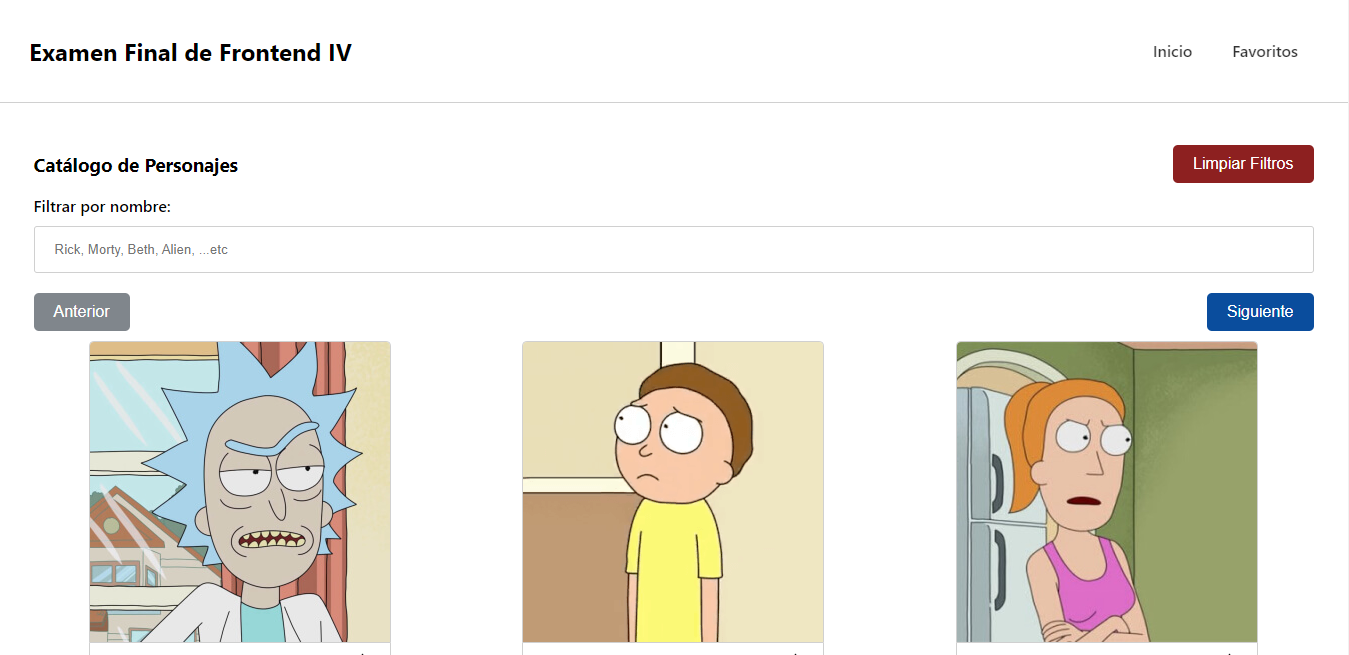 Examen Final de Frontend IV
Inicio
Favoritos
Catálogo de Personajes
Limpiar Filtros
Filtrar por nombre:
Rick, Morty, Beth, Alien, ...etc
Anterior
Siguiente